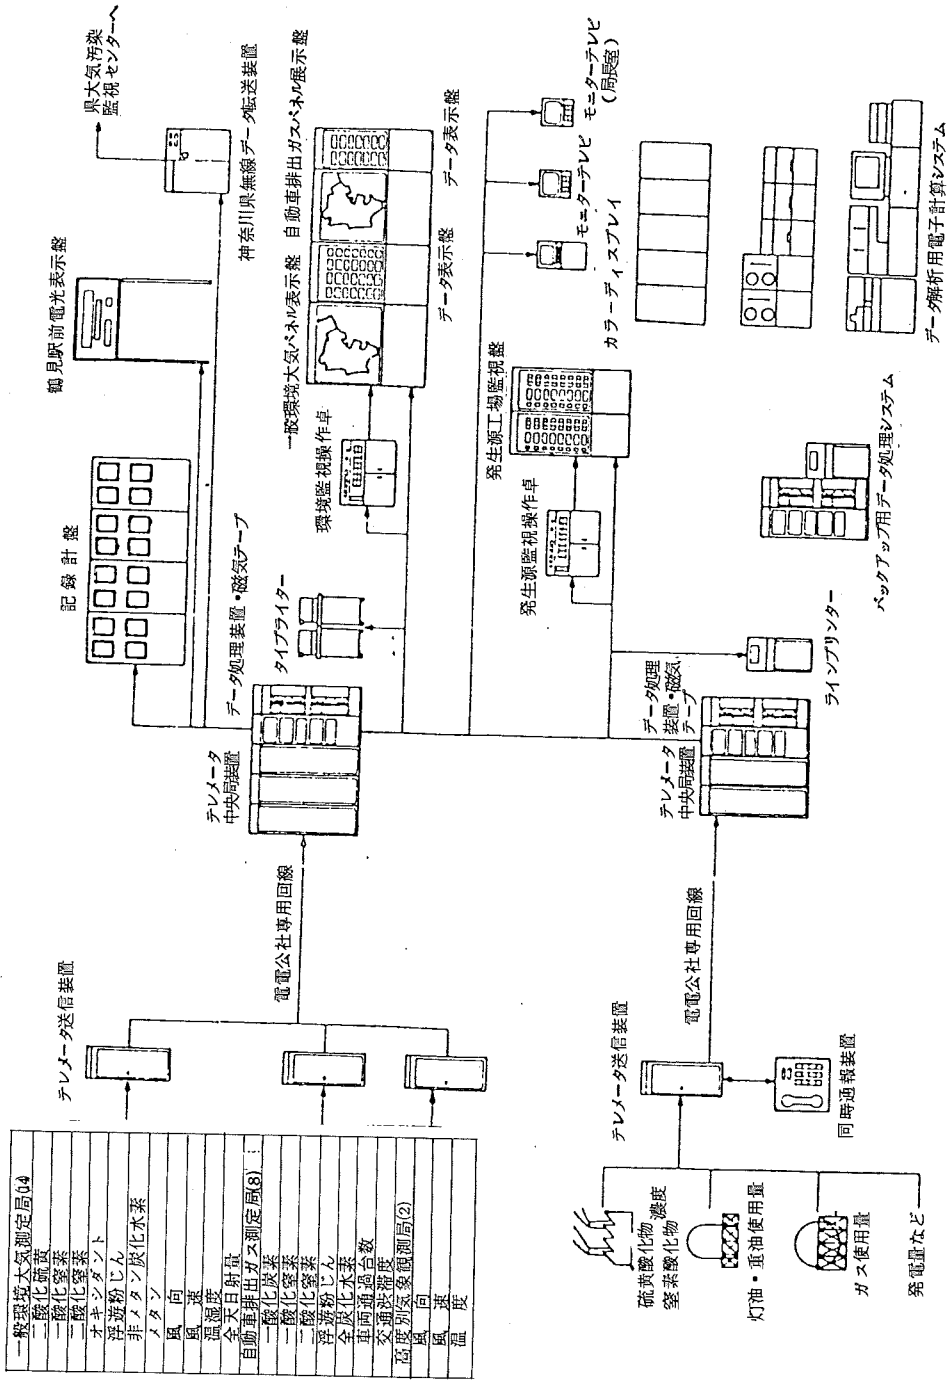 一般環境大気測定局(14)
二酸化硫黄
一酸化窒素
二酸化窒素
オキシダント
浮遊粉じん
非メタン炭化水素
メタン
風向
風速
温湿度
全天日射量
自動車排出ガス測定局(8)
一酸化炭素
一酸化窒素
二酸化窒素
浮遊粉じん
全炭化水素
車両通過台数
交通渋滞度
高度別気象観測局(2)
風向
風速
温度
テレメータ送信装置
電電公社専用回線
テレメータ
中央局装置
データ処理装置・磁気テープ
記録計盤
タイプライター
鶴見駅前電光表示盤
県大気汚染
監視センターへ
神奈川県無線データ転送装置
環境監視操作卓
一般環境大気パネル表示盤
自動車排出ガスパネル展示盤
データ表示盤
データ表示盤
硫黄酸化物
窒素酸化物
濃度
灯油・重油使用量
ガス使用量
発電量など
テレメータ送信装置
同時通報装置
電電公社専用回線
テレメータ
中央局装置
データ処理
装置・磁気
テープ
ラインプリンター
発生源監視操作卓
発生源工場監視盤
カラーディスプレイ
モニターテレビ
モニターテレビ
(局長室)
バックアップ用データ処理システム
データ解析用電子計算システム